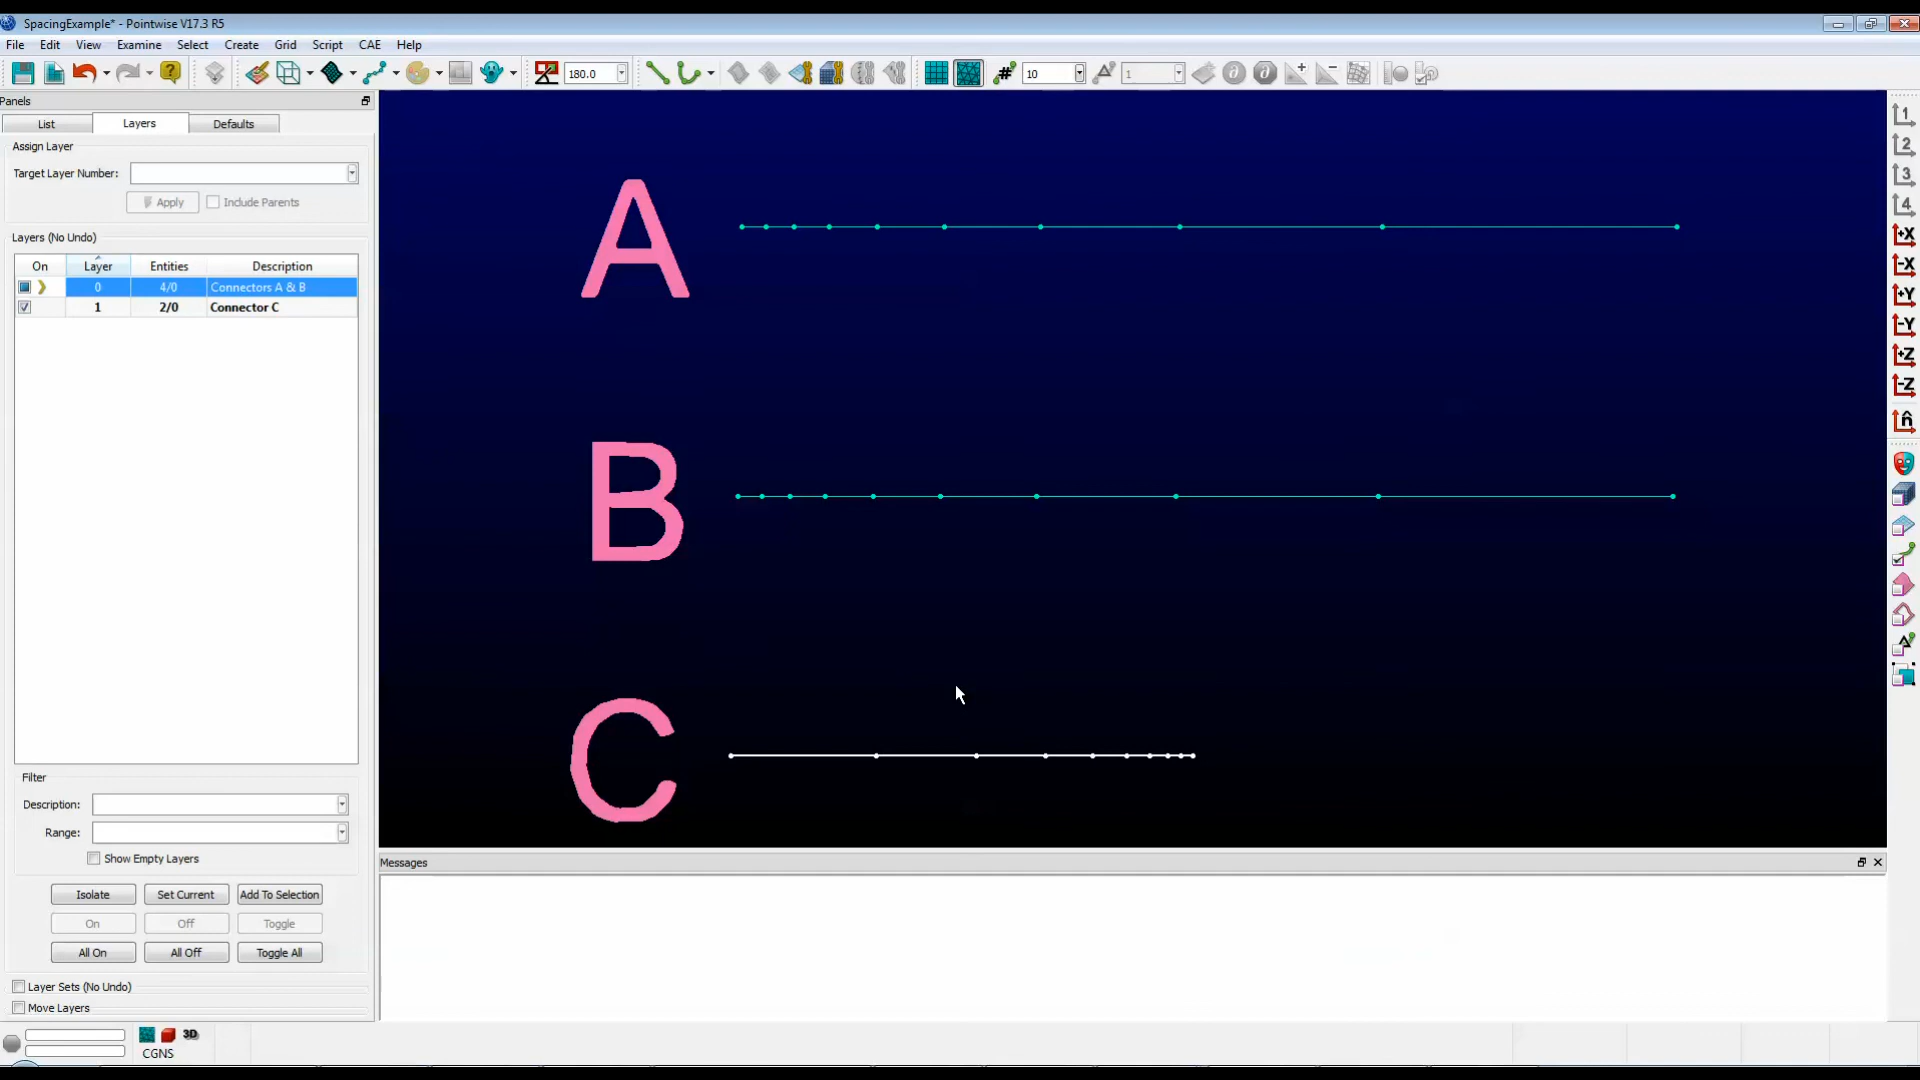 SpacingExample* - Pointwise V17.3 R5
File Edit View Examine Select Create Grid Script CAE Help
180.0 10 1
Panels
List Layers Defaults
Assign Layer
Target Layer Number:
Apply Include Parents
Layers (No Undo)
On Layer Entities Description
0 4/0 Connectors A & B
1 2/0 Connector C
Filter
Description:
Range:
Show Empty Layers
Isolate Set Current Add To Selection
On Off Toggle
All On All Off Toggle All
Layer Sets (No Undo)
Move Layers
3D
CGNS
A
B
C
Messages
1
2
3
4
+X
-X
+Y
-Y
+Z
-Z
n̂